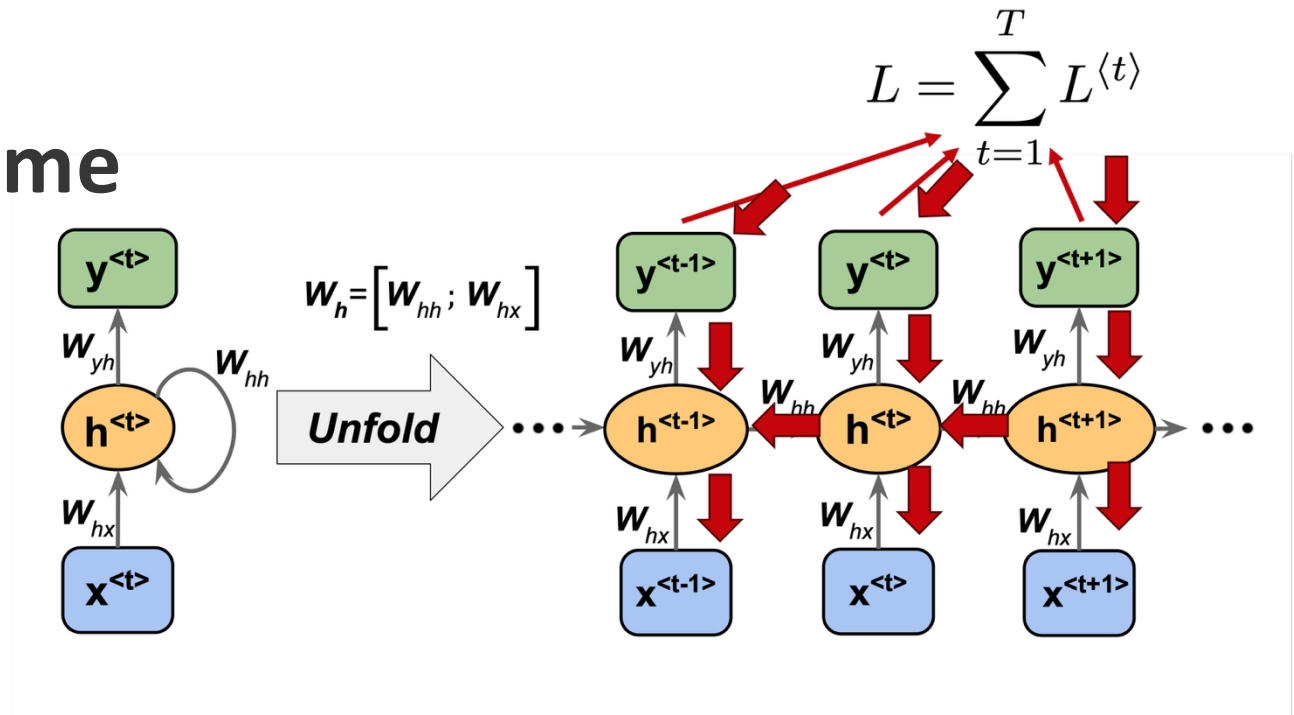 L = \sum_{t=1}^{T} L^{⟨t⟩}
me
y<t>
W_h=[W_hh ; W_hx]
y<t-1>
y<t>
y<t+1>
W_yh
W_hh
W_yh
W_yh
W_yh
h<t>
Unfold
•••
h<t-1>
W_hh
h<t>
W_hh
h<t+1>
•••
W_hx
W_hx
W_hx
W_hx
x<t>
x<t-1>
x<t>
x<t+1>